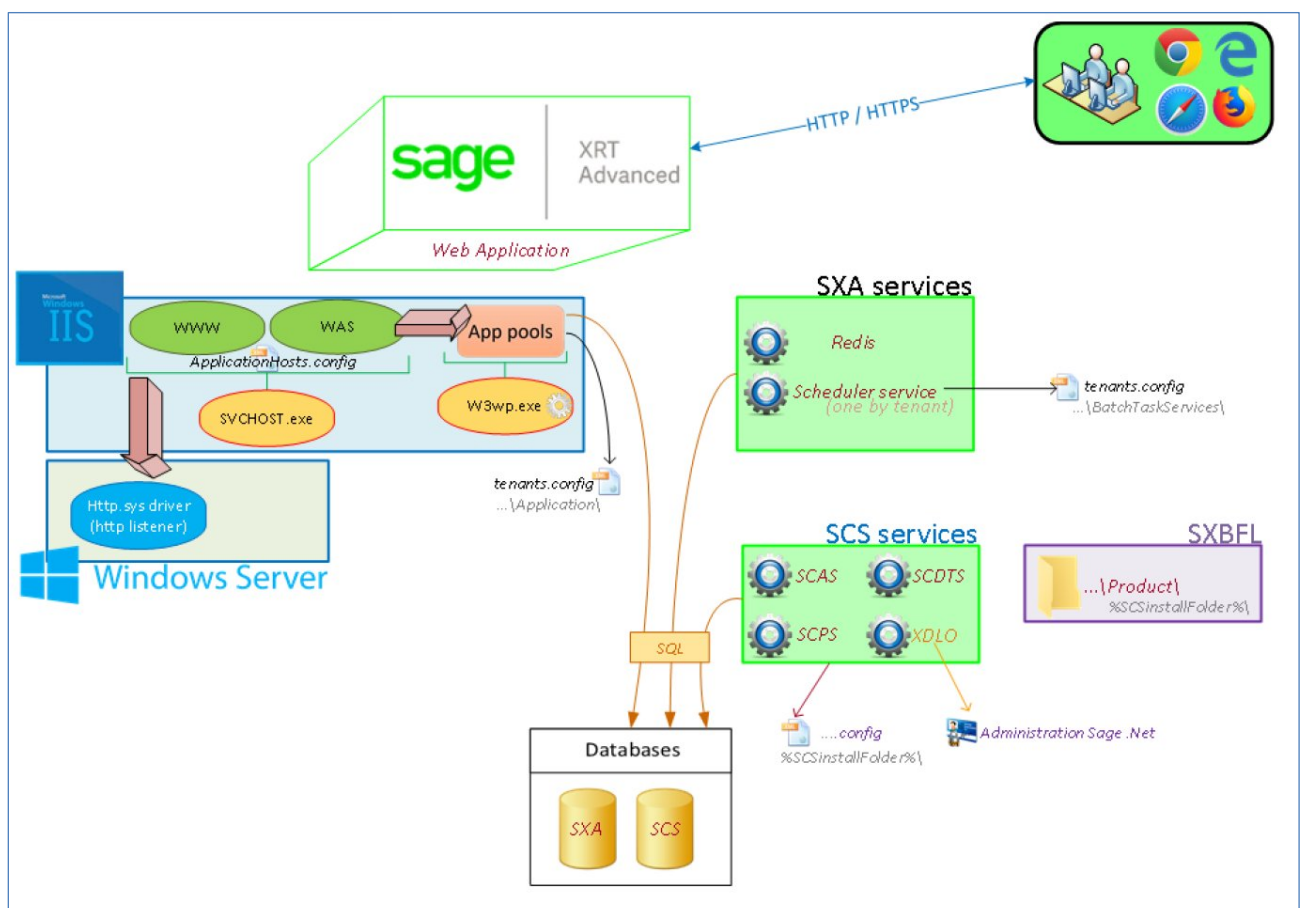 HTTP / HTTPS
sage
XRT
Advanced
Web Application
Microsoft
Windows
IIS
WWW
WAS
App pools
ApplicationHosts.config
SVCHOST.exe
W3wp.exe
Http.sys driver
(http listener)
Windows Server
tenants.config
...\Application\
SXA services
Redis
Scheduler service
(one by tenant)
tenants.config
...\BatchTaskServices\
SCS services
SCAS
SCDTS
SCPS
XDLO
SXBFL
...\Product\
%SCSinstallFolder%\
SQL
....config
%SCSinstallFolder%\
Administration Sage .Net
Databases
SXA
SCS